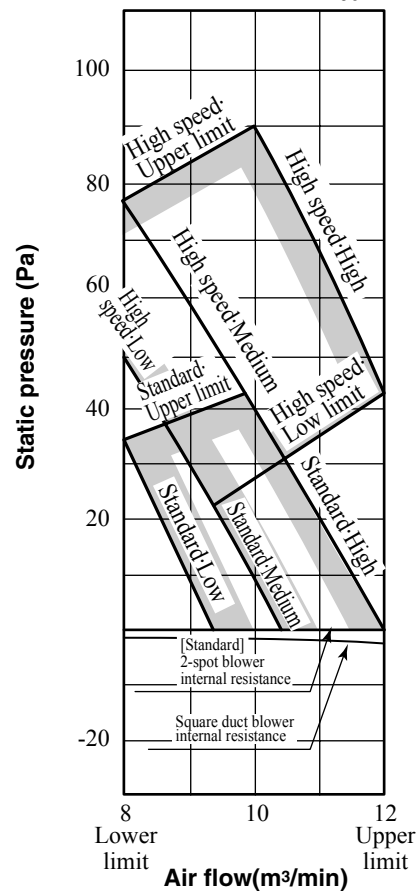 100
80
60
40
20
0
-20
Static pressure (Pa)
High speed·
Upper limit
High speed·High
High speed·Medium
High
speed·Low
Standard·
Upper limit
High speed·
Low limit
Standard·Low
Standard·Medium
Standard·High
[Standard]
2-spot blower
internal resistance
Square duct blower
internal resistance
8
10
12
Lower
limit
Upper
limit
Air flow(m³/min)